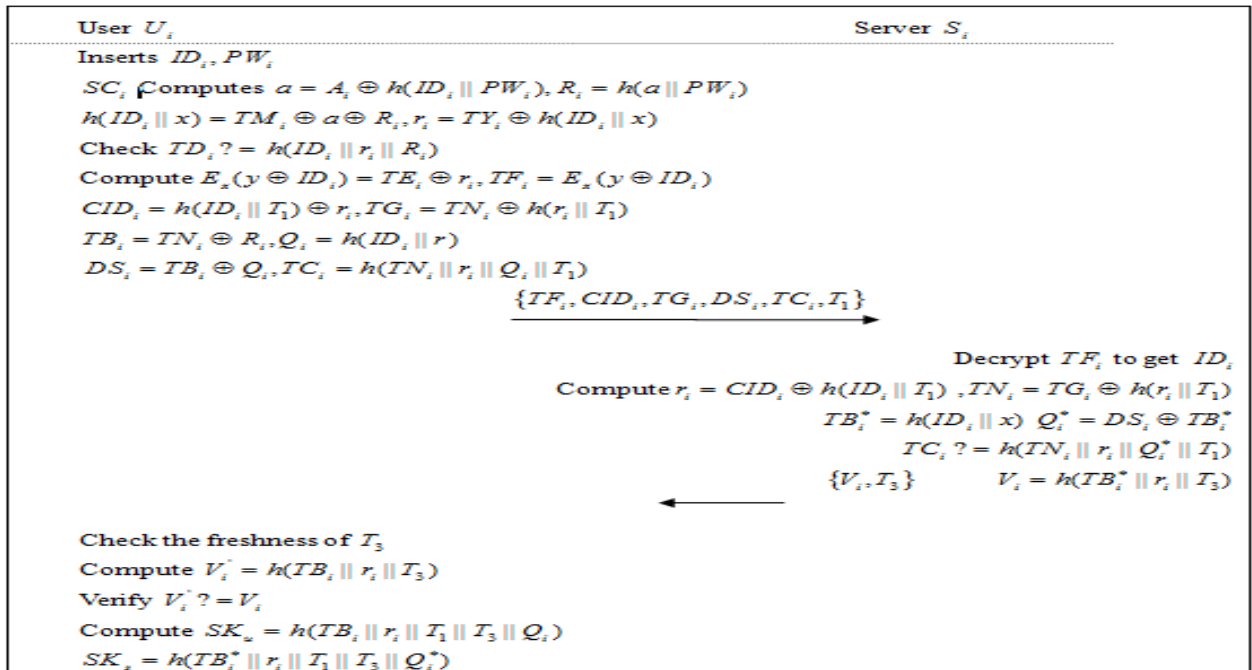 User U_i Server S_i
Inserts ID_i, PW_i
SC_i Computes a = A_i ⊕ h(ID_i || PW_i), R_i = h(a || PW_i)
h(ID_i || x) = TM_i ⊕ a ⊕ R_i, r_i = TY_i ⊕ h(ID_i || x)
Check TD_i ? = h(ID_i || r_i || R_i)
Compute E_x(y ⊕ ID_i) = TE_i ⊕ r_i, TF_i = E_x(y ⊕ ID_i)
CID_i = h(ID_i || T_1) ⊕ r_i, TG_i = TN_i ⊕ h(r_i || T_1)
TB_i = TN_i ⊕ R_i, Q_i = h(ID_i || r)
DS_i = TB_i ⊕ Q_i, TC_i = h(TN_i || r_i || Q_i || T_1)
{TF_i, CID_i, TG_i, DS_i, TC_i, T_1}
Decrypt TF_i to get ID_i
Compute r_i = CID_i ⊕ h(ID_i || T_1) , TN_i = TG_i ⊕ h(r_i || T_1)
TB_i^* = h(ID_i || x) Q_i^* = DS_i ⊕ TB_i^*
TC_i ? = h(TN_i || r_i || Q_i^* || T_1)
{V_i, T_3} V_i = h(TB_i^* || r_i || T_3)
Check the freshness of T_3
Compute V_i^' = h(TB_i || r_i || T_3)
Verify V_i^' ? = V_i
Compute SK_u = h(TB_i || r_i || T_1 || T_3 || Q_i)
SK_s = h(TB_i^* || r_i || T_1 || T_3 || Q_i^*)